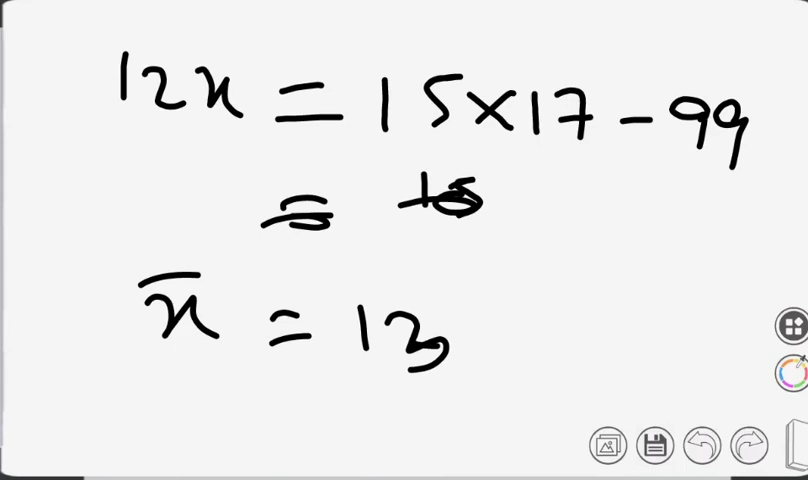 12x = 15×17-99
x̄ = 13